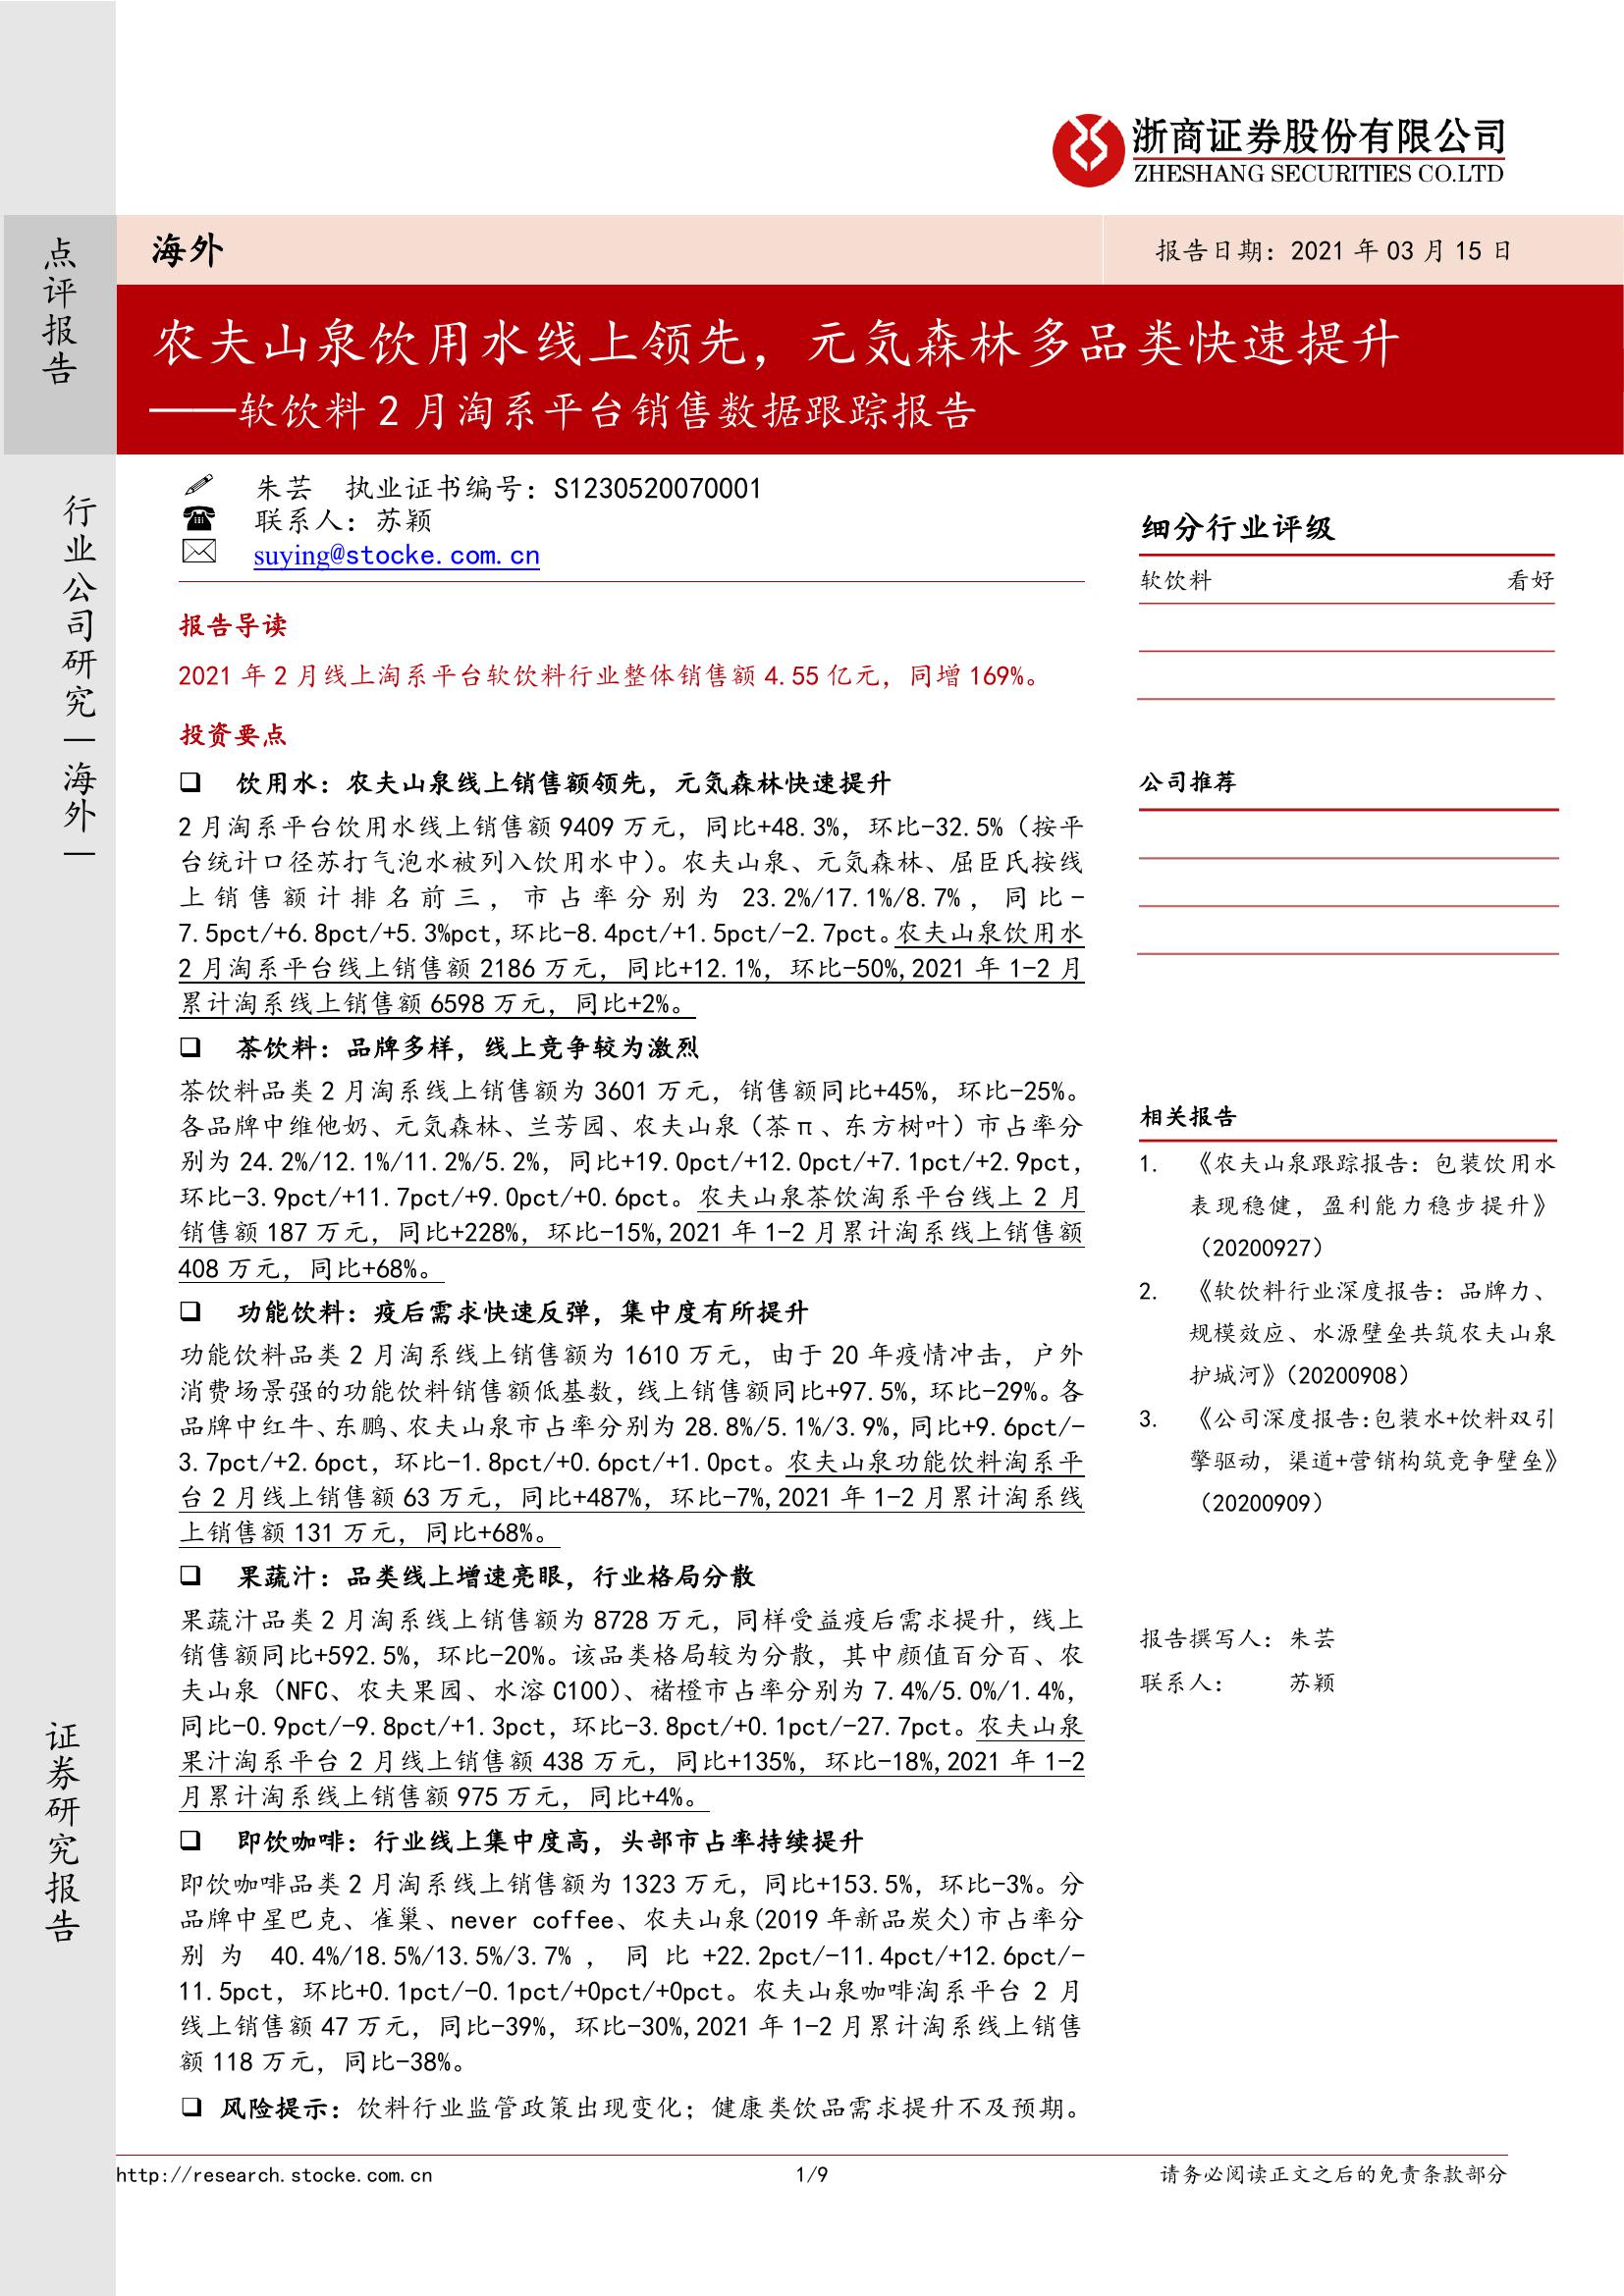 浙商证券股份有限公司
ZHESHANG SECURITIES CO.LTD
点评报告
海外
报告日期：2021 年 03 月 15 日
农夫山泉饮用水线上领先，元気森林多品类快速提升
——软饮料 2 月淘系平台销售数据跟踪报告
行业公司研究—海外—
证券研究报告
朱芸 执业证书编号：S1230520070001
联系人：苏颖
suying@stocke.com.cn
报告导读
2021 年 2 月线上淘系平台软饮料行业整体销售额 4.55 亿元，同增 169%。
投资要点
❑ 饮用水：农夫山泉线上销售额领先，元気森林快速提升
2 月淘系平台饮用水线上销售额 9409 万元，同比+48.3%，环比-32.5%（按平
台统计口径苏打气泡水被列入饮用水中）。农夫山泉、元気森林、屈臣氏按线
上销售额计排名前三，市占率分别为 23.2%/17.1%/8.7%，同比-
7.5pct/+6.8pct/+5.3%pct,环比-8.4pct/+1.5pct/-2.7pct。农夫山泉饮用水
2 月淘系平台线上销售额 2186 万元，同比+12.1%，环比-50%,2021 年 1-2 月
累计淘系线上销售额 6598 万元，同比+2%。
❑ 茶饮料：品牌多样，线上竞争较为激烈
茶饮料品类 2 月淘系线上销售额为 3601 万元，销售额同比+45%，环比-25%。
各品牌中维他奶、元気森林、兰芳园、农夫山泉（茶π、东方树叶）市占率分
别为 24.2%/12.1%/11.2%/5.2%，同比+19.0pct/+12.0pct/+7.1pct/+2.9pct，
环比-3.9pct/+11.7pct/+9.0pct/+0.6pct。农夫山泉茶饮淘系平台线上 2 月
销售额 187 万元，同比+228%，环比-15%,2021 年 1-2 月累计淘系线上销售额
408 万元，同比+68%。
❑ 功能饮料：疫后需求快速反弹，集中度有所提升
功能饮料品类 2 月淘系线上销售额为 1610 万元，由于 20 年疫情冲击，户外
消费场景强的功能饮料销售额低基数，线上销售额同比+97.5%，环比-29%。各
品牌中红牛、东鹏、农夫山泉市占率分别为 28.8%/5.1%/3.9%，同比+9.6pct/-
3.7pct/+2.6pct，环比-1.8pct/+0.6pct/+1.0pct。农夫山泉功能饮料淘系平
台 2 月线上销售额 63 万元，同比+487%，环比-7%,2021 年 1-2 月累计淘系线
上销售额 131 万元，同比+68%。
❑ 果蔬汁：品类线上增速亮眼，行业格局分散
果蔬汁品类 2 月淘系线上销售额为 8728 万元，同样受益疫后需求提升，线上
销售额同比+592.5%，环比-20%。该品类格局较为分散，其中颜值百分百、农
夫山泉（NFC、农夫果园、水溶 C100）、褚橙市占率分别为 7.4%/5.0%/1.4%，
同比-0.9pct/-9.8pct/+1.3pct，环比-3.8pct/+0.1pct/-27.7pct。农夫山泉
果汁淘系平台 2 月线上销售额 438 万元，同比+135%，环比-18%,2021 年 1-2
月累计淘系线上销售额 975 万元，同比+4%。
❑ 即饮咖啡：行业线上集中度高，头部市占率持续提升
即饮咖啡品类 2 月淘系线上销售额为 1323 万元，同比+153.5%，环比-3%。分
品牌中星巴克、雀巢、never coffee、农夫山泉(2019 年新品炭仌)市占率分
别为 40.4%/18.5%/13.5%/3.7%，同比+22.2pct/-11.4pct/+12.6pct/-
11.5pct，环比+0.1pct/-0.1pct/+0pct/+0pct。农夫山泉咖啡淘系平台 2 月
线上销售额 47 万元，同比-39%，环比-30%,2021 年 1-2 月累计淘系线上销售
额 118 万元，同比-38%。
❑ 风险提示：饮料行业监管政策出现变化；健康类饮品需求提升不及预期。
细分行业评级
软饮料 看好
公司推荐
相关报告
1. 《农夫山泉跟踪报告：包装饮用水
表现稳健，盈利能力稳步提升》
（20200927）
2. 《软饮料行业深度报告：品牌力、
规模效应、水源壁垒共筑农夫山泉
护城河》（20200908）
3. 《公司深度报告:包装水+饮料双引
擎驱动，渠道+营销构筑竞争壁垒》
（20200909）
报告撰写人：朱芸
联系人： 苏颖
http://research.stocke.com.cn
1/9
请务必阅读正文之后的免责条款部分